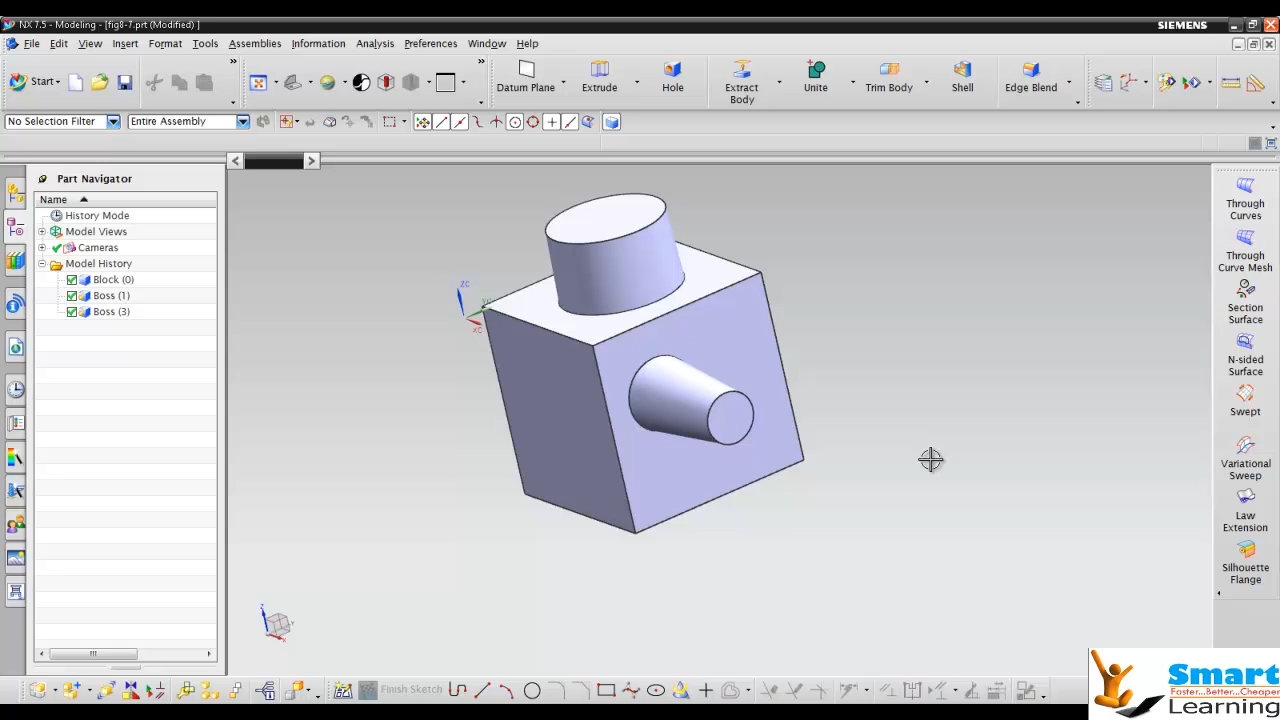 NX 7.5 - Modeling - [fig8-7.prt (Modified) ]
SIEMENS
File Edit View Insert Format Tools Assemblies Information Analysis Preferences Window Help
Start
Datum Plane
Extrude
Hole
Extract Body
Unite
Trim Body
Shell
Edge Blend
No Selection Filter
Entire Assembly
Part Navigator
Name
History Mode
Model Views
Cameras
Model History
Block (0)
Boss (1)
Boss (3)
ZC
XC
Z
Y
X
Through
Curves
Through
Curve Mesh
Section
Surface
N-sided
Surface
Swept
Variational
Sweep
Law
Extension
Silhouette
Flange
Finish Sketch
Smart
Faster...Better...Cheaper
Learning